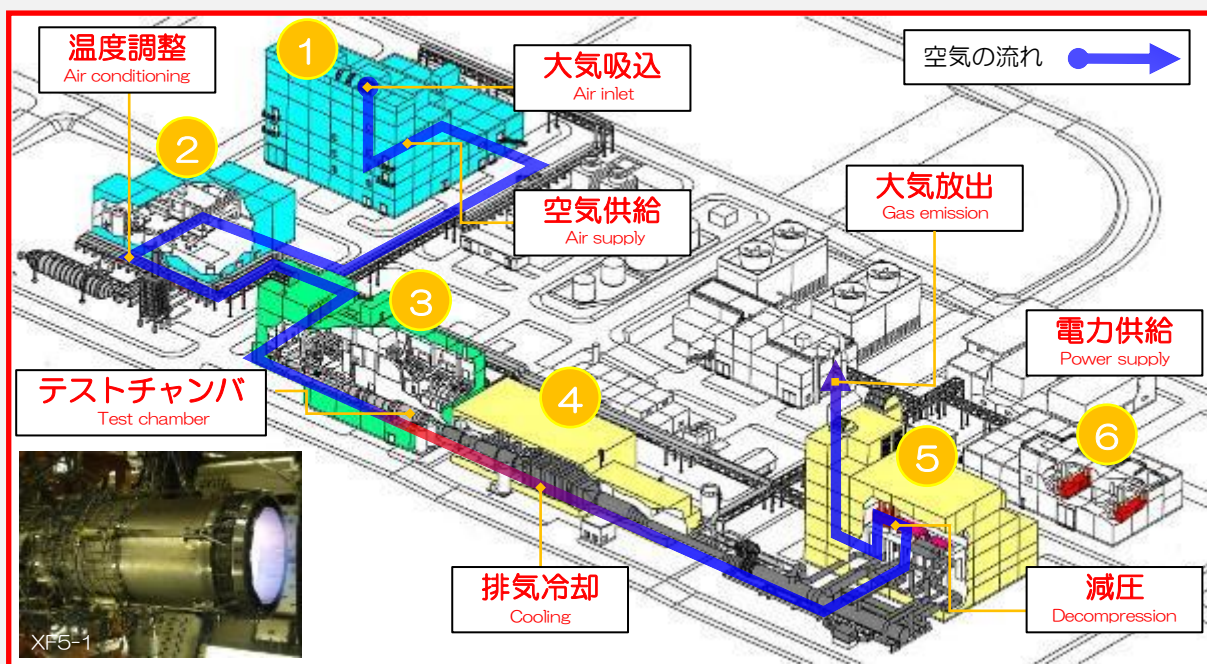 温度調整
Air conditioning
1
大気吸込
Air inlet
空気の流れ
2
空気供給
Air supply
大気放出
Gas emission
3
電力供給
Power supply
テストチャンバ
Test chamber
4
5
6
排気冷却
Cooling
減圧
Decompression
XF5-1